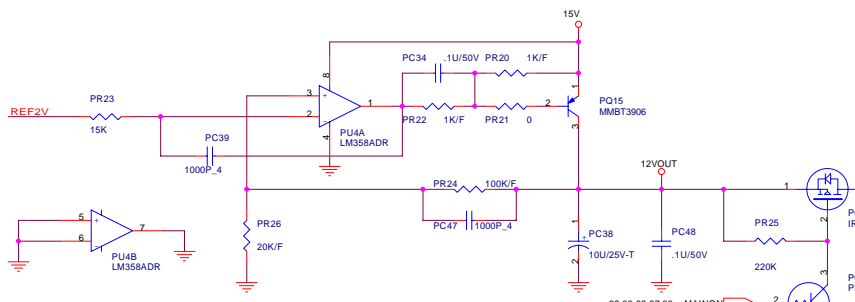 15V
PC34 .1U/50V PR20 1K/F
8
PR23 3 + 1 1 PQ15
REF2V 2 - 2 MMBT3906
PR22 1K/F PR21 0
15K PU4A 3
4 LM358ADR
PC39
1000P_4
12VOUT
PR24 100K/F 1
5 + 7
6 - PR26 PC47 1000P_4 1 PC38 PC48 PR25 2
20K/F + 10U/25V-T .1U/50V
PU4B 2 220K 3
LM358ADR
2